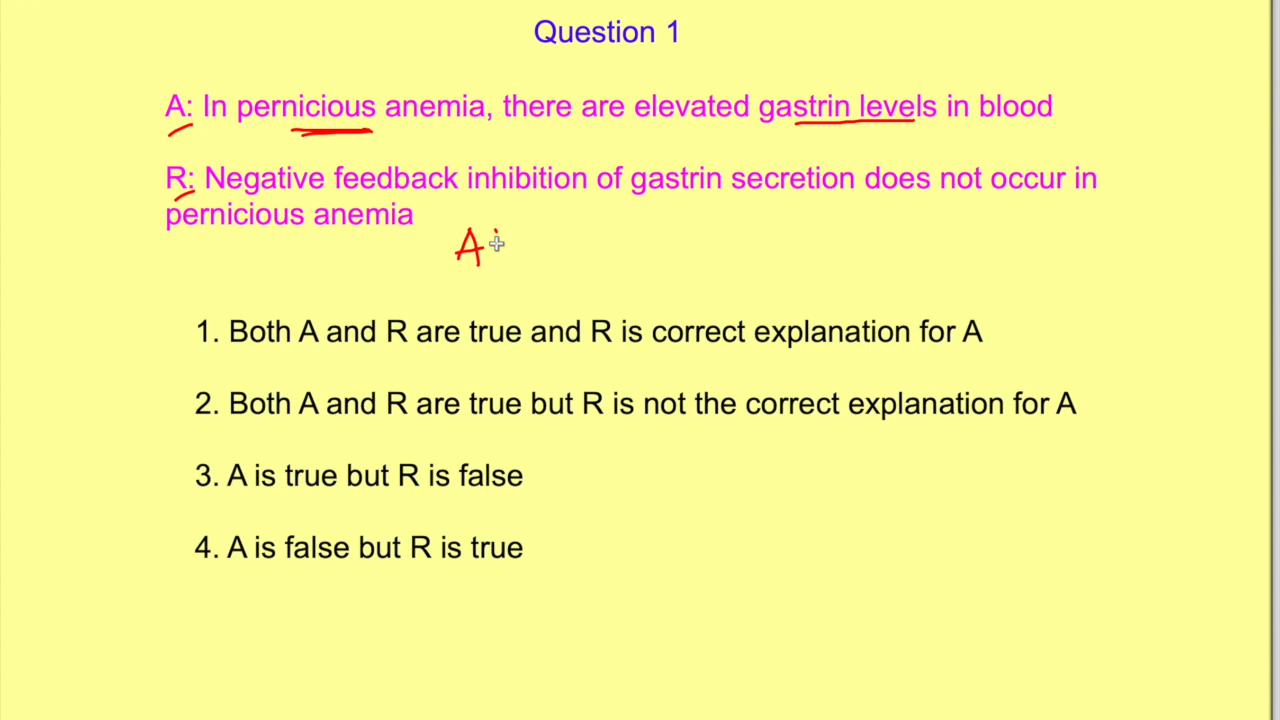 Question 1
A: In pernicious anemia, there are elevated gastrin levels in blood
R: Negative feedback inhibition of gastrin secretion does not occur in
pernicious anemia
A
1. Both A and R are true and R is correct explanation for A
2. Both A and R are true but R is not the correct explanation for A
3. A is true but R is false
4. A is false but R is true